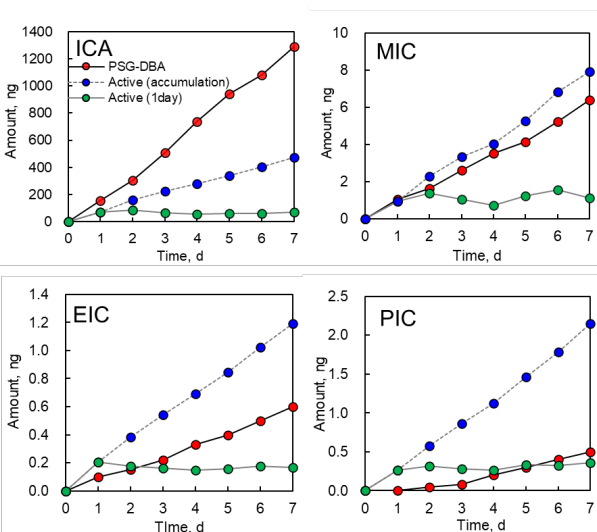 ICA
PSG-DBA
Active (accumulation)
Active (1day)
Amount, ng
1400
1200
1000
800
600
400
200
0
0 1 2 3 4 5 6 7
Time, d
MIC
Amount, ng
10
8
6
4
2
0
0 1 2 3 4 5 6 7
Time, d
EIC
Amount, ng
1.4
1.2
1.0
0.8
0.6
0.4
0.2
0.0
0 1 2 3 4 5 6 7
TIme, d
PIC
Amount, ng
2.5
2.0
1.5
1.0
0.5
0.0
0 1 2 3 4 5 6 7
Time, d